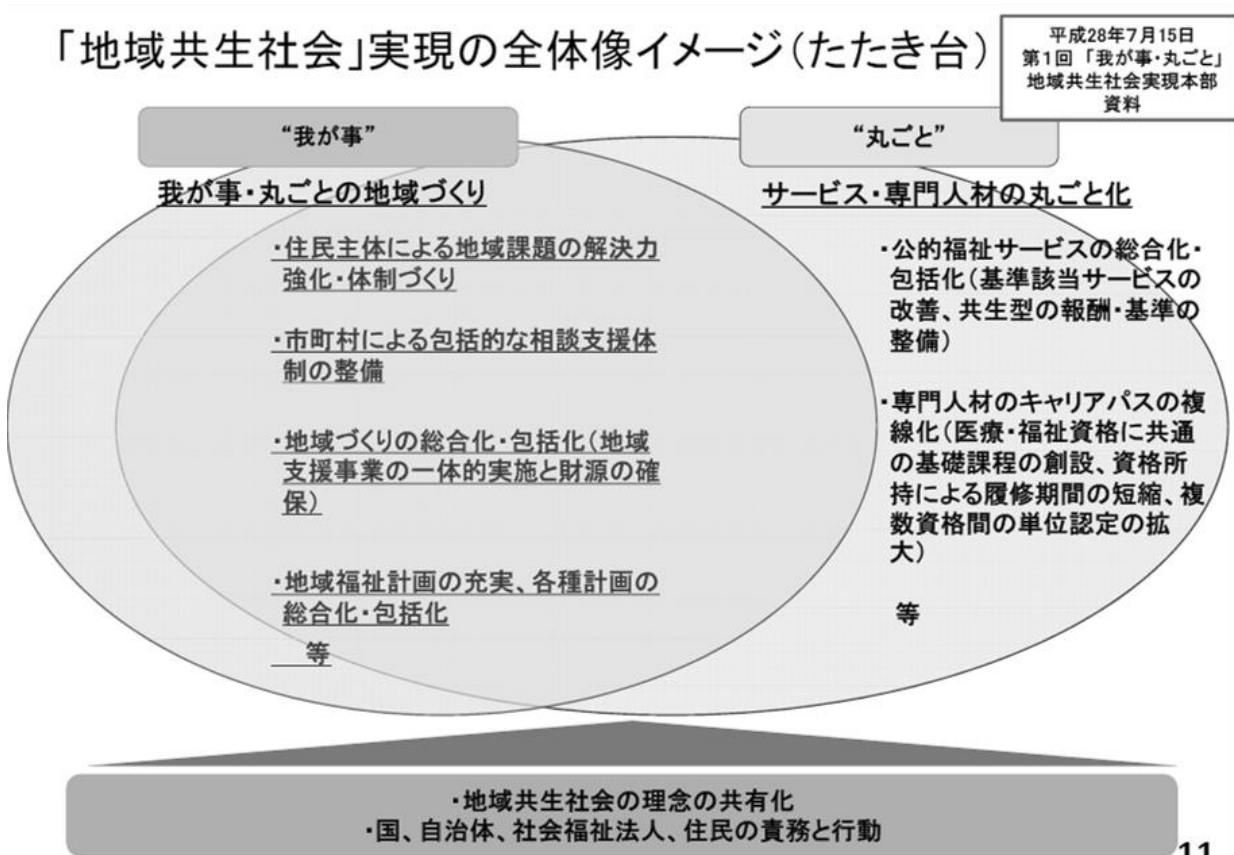 「地域共生社会」実現の全体像イメージ(たたき台)
平成28年7月15日
第1回 「我が事・丸ごと」
地域共生社会実現本部
資料
“我が事”
我が事・丸ごとの地域づくり
・住民主体による地域課題の解決力
強化・体制づくり
・市町村による包括的な相談支援体
制の整備
・地域づくりの総合化・包括化(地域
支援事業の一体的実施と財源の確
保)
・地域福祉計画の充実、各種計画の
総合化・包括化
等
“丸ごと”
サービス・専門人材の丸ごと化
・公的福祉サービスの総合化・
包括化(基準該当サービスの
改善、共生型の報酬・基準の
整備)
・専門人材のキャリアパスの複
線化(医療・福祉資格に共通
の基礎課程の創設、資格所
持による履修期間の短縮、複
数資格間の単位認定の拡
大)
等
・地域共生社会の理念の共有化
・国、自治体、社会福祉法人、住民の責務と行動
11